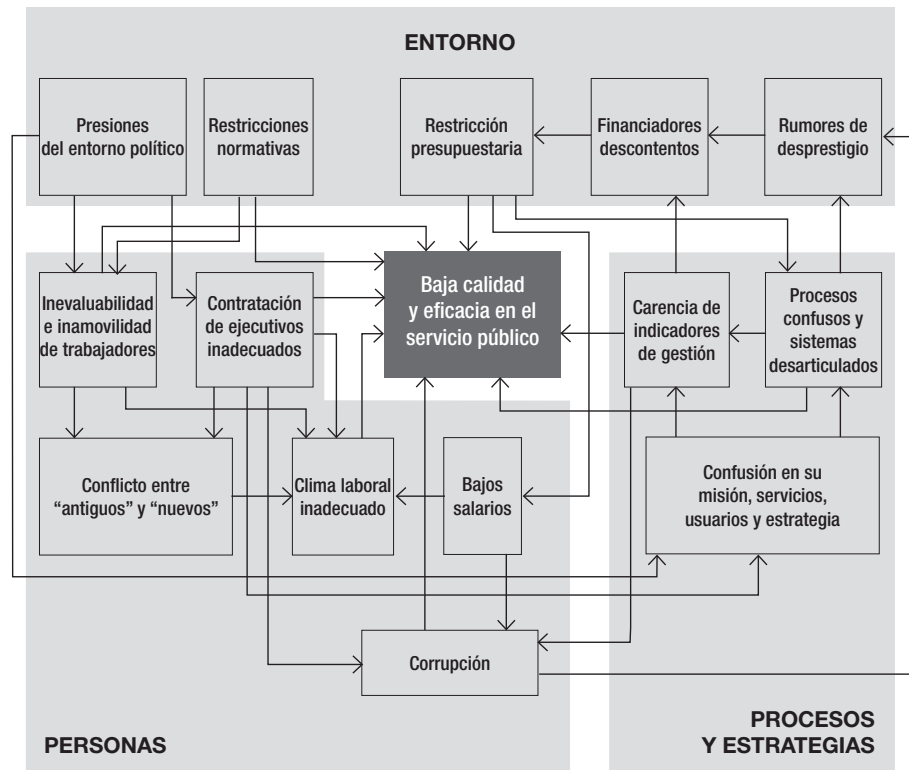 ENTORNO
Presiones
del entorno político
Restricciones
normativas
Restricción
presupuestaria
Financiadores
descontentos
Rumores de
desprestigio
Inevaluabilidad
e inamovilidad
de trabajadores
Contratación
de ejecutivos
inadecuados
Baja calidad
y eficacia en el
servicio público
Carencia de
indicadores
de gestión
Procesos
confusos y
sistemas
desarticulados
Conflicto entre
“antiguos” y “nuevos”
Clima laboral
inadecuado
Bajos
salarios
Confusión en su
misión, servicios,
usuarios y estrategia
Corrupción
PERSONAS
PROCESOS
Y ESTRATEGIAS